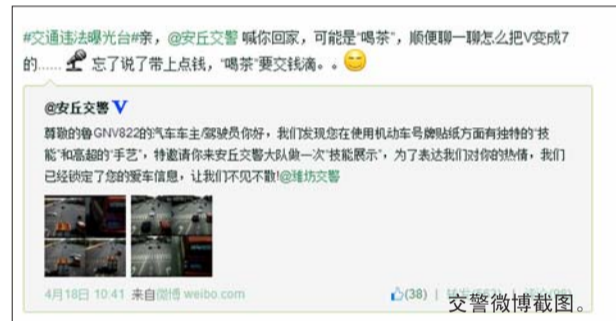 #交通违法曝光台#亲，@安丘交警 喊你回家，可能是“喝茶”，顺便聊一聊怎么把V变成7
的…… 忘了说了带上点钱，“喝茶”要交钱滴。。
@安丘交警 V
尊敬的鲁GNV822的汽车车主/驾驶员你好，我们发现您在使用机动车号牌贴纸方面有独特的“技
能”和高超的“手艺”，特邀请你来安丘交警大队做一次“技能展示”，为了表达我们对你的热情，我们
已经锁定了您的爱车信息，让我们不见不散!@潍坊交警
4月18日 10:41 来自微博 weibo.com (38) |
交警微博截图。